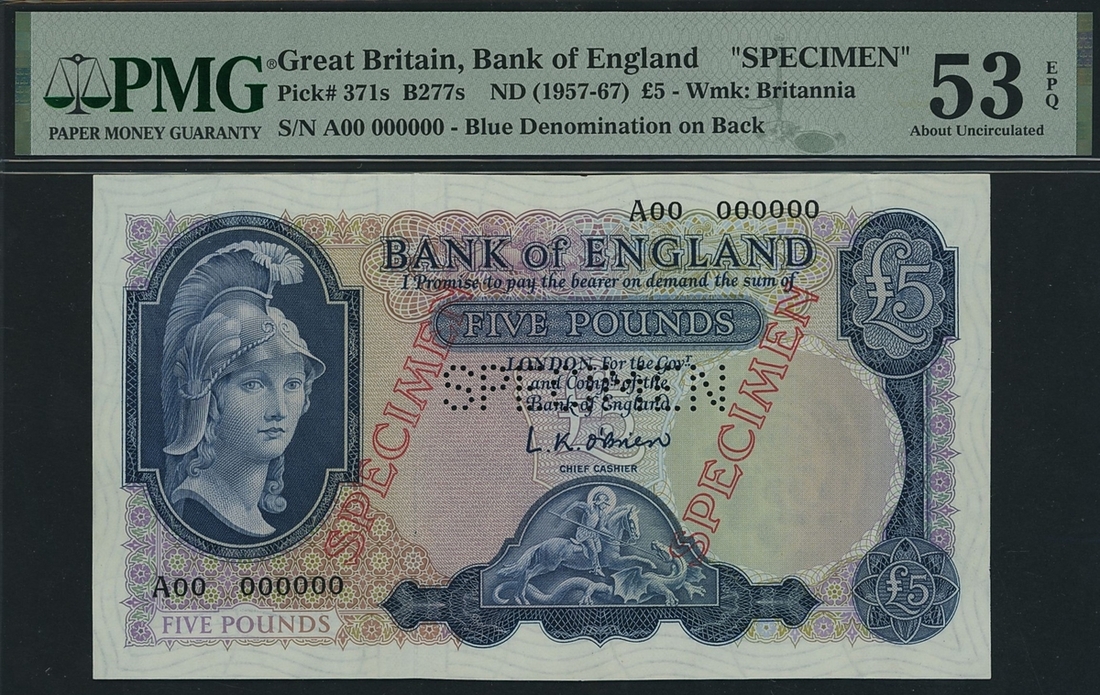 PMG®
PAPER MONEY GUARANTY
Great Britain, Bank of England "SPECIMEN"
Pick# 371s B277s ND (1957-67) £5 - Wmk: Britannia
S/N A00 000000 - Blue Denomination on Back
53
EPQ
About Uncirculated
A00 000000
BANK of ENGLAND
I Promise to pay the bearer on demand the sum of
£5
FIVE POUNDS
LONDON. For the Govr.
and Compa. of the
Bank of England.
SPECIMEN
SPECIMEN
SPECIMEN
£5
L.K. O'Brien
CHIEF CASHIER
A00 000000
FIVE POUNDS
£5